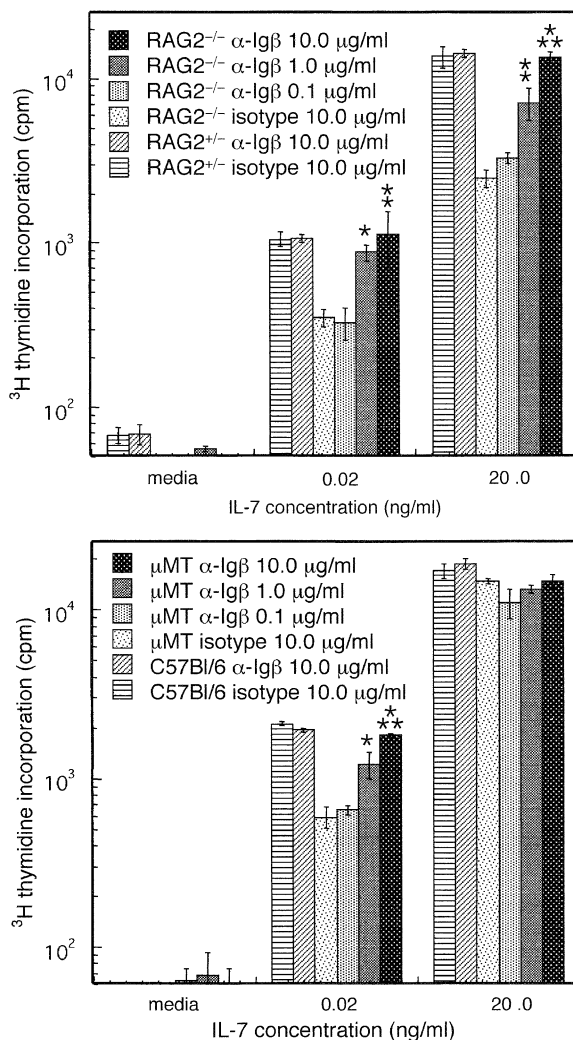 RAG2−/− α-Igβ 10.0 µg/ml
RAG2−/− α-Igβ 1.0 µg/ml
RAG2−/− α-Igβ 0.1 µg/ml
RAG2−/− isotype 10.0 µg/ml
RAG2+/− α-Igβ 10.0 µg/ml
RAG2+/− isotype 10.0 µg/ml
³H thymidine incorporation (cpm)
10⁴
10³
10²
*
**
**
***
media
0.02
20 .0
IL-7 concentration (ng/ml)
µMT α-Igβ 10.0 µg/ml
µMT α-Igβ 1.0 µg/ml
µMT α-Igβ 0.1 µg/ml
µMT isotype 10.0 µg/ml
C57Bl/6 α-Igβ 10.0 µg/ml
C57Bl/6 isotype 10.0 µg/ml
³H thymidine incorporation (cpm)
10⁴
10³
10²
*
***
media
0.02
20 .0
IL-7 concentration (ng/ml)